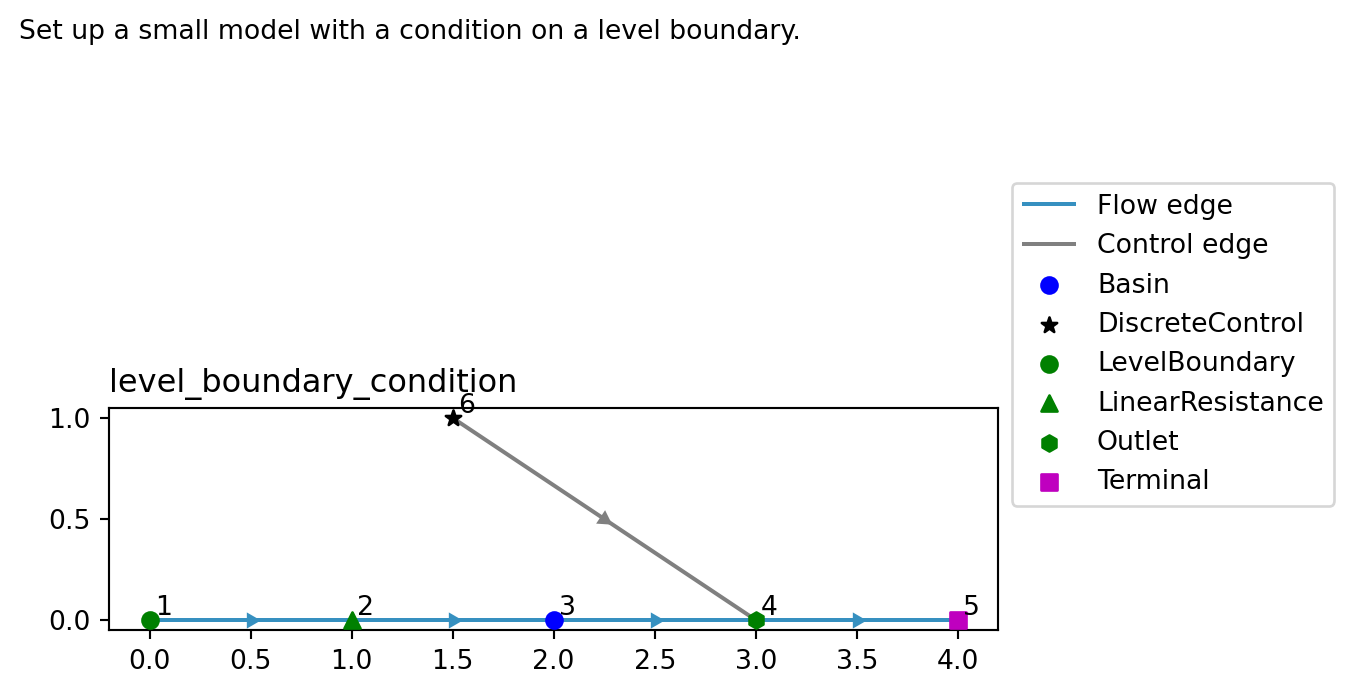 Set up a small model with a condition on a level boundary.
Flow edge
Control edge
Basin
DiscreteControl
LevelBoundary
LinearResistance
Outlet
Terminal
level_boundary_condition
6
1.0
0.5
1 2 3 4 5
0.0
0.0 0.5 1.0 1.5 2.0 2.5 3.0 3.5 4.0